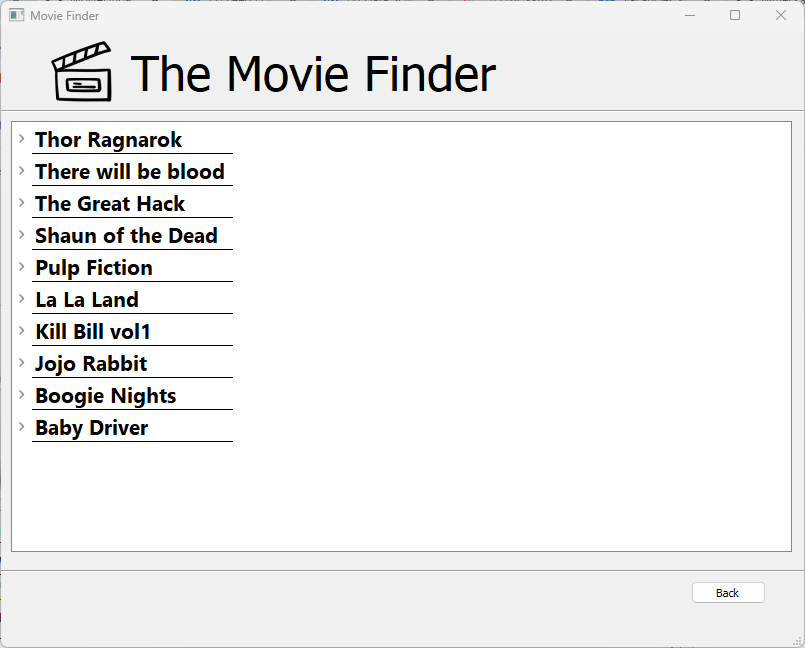 Movie Finder
The Movie Finder
Thor Ragnarok
There will be blood
The Great Hack
Shaun of the Dead
Pulp Fiction
La La Land
Kill Bill vol1
Jojo Rabbit
Boogie Nights
Baby Driver
Back